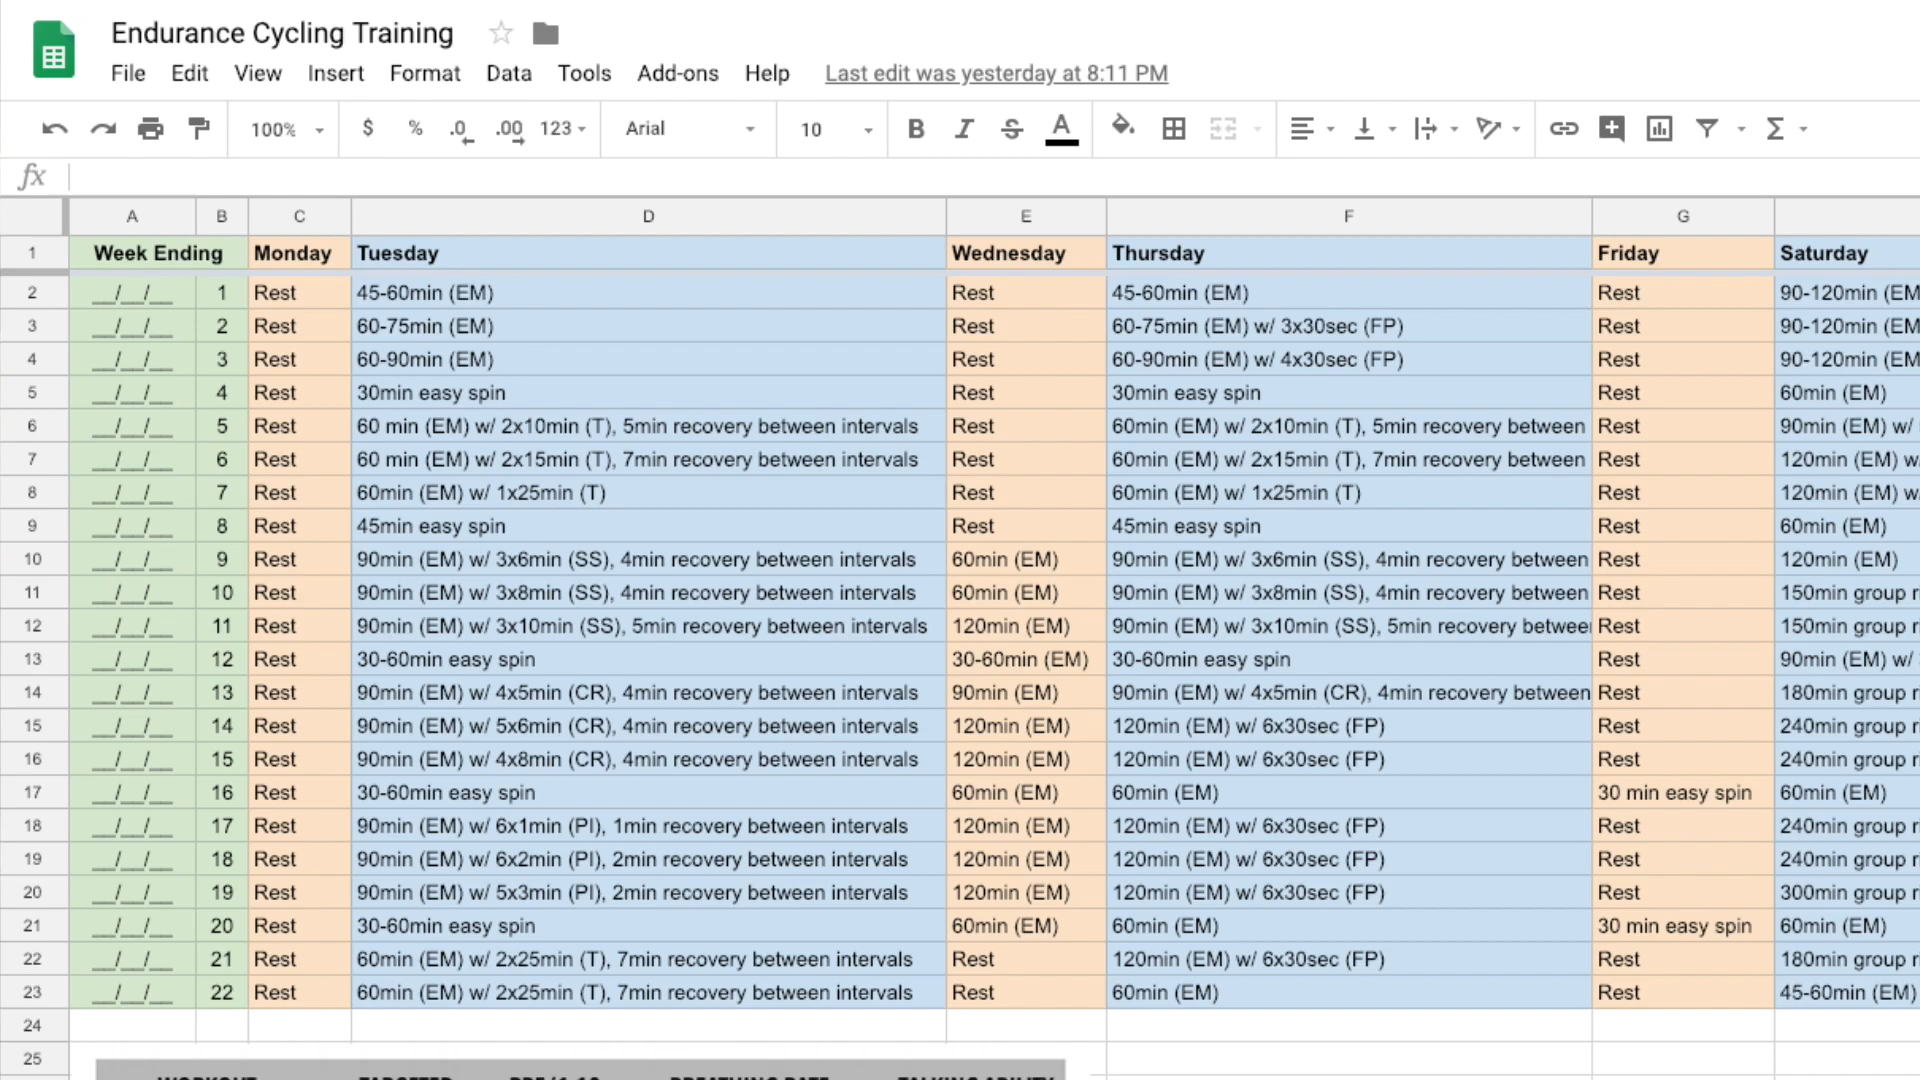 Endurance Cycling Training
File Edit View Insert Format Data Tools Add-ons Help Last edit was yesterday at 8:11 PM
100% $ % .0 .00 123 Arial 10 B I S A
fx
A B C D E F G
1 Week Ending Monday Tuesday Wednesday Thursday Friday Saturday
2 __/__/__ 1 Rest 45-60min (EM) Rest 45-60min (EM) Rest 90-120min (EM
3 __/__/__ 2 Rest 60-75min (EM) Rest 60-75min (EM) w/ 3x30sec (FP) Rest 90-120min (EM
4 __/__/__ 3 Rest 60-90min (EM) Rest 60-90min (EM) w/ 4x30sec (FP) Rest 90-120min (EM
5 __/__/__ 4 Rest 30min easy spin Rest 30min easy spin Rest 60min (EM)
6 __/__/__ 5 Rest 60 min (EM) w/ 2x10min (T), 5min recovery between intervals Rest 60min (EM) w/ 2x10min (T), 5min recovery between Rest 90min (EM) w/
7 __/__/__ 6 Rest 60 min (EM) w/ 2x15min (T), 7min recovery between intervals Rest 60min (EM) w/ 2x15min (T), 7min recovery between Rest 120min (EM) w
8 __/__/__ 7 Rest 60min (EM) w/ 1x25min (T) Rest 60min (EM) w/ 1x25min (T) Rest 120min (EM) w
9 __/__/__ 8 Rest 45min easy spin Rest 45min easy spin Rest 60min (EM)
10 __/__/__ 9 Rest 90min (EM) w/ 3x6min (SS), 4min recovery between intervals 60min (EM) 90min (EM) w/ 3x6min (SS), 4min recovery between Rest 120min (EM)
11 __/__/__ 10 Rest 90min (EM) w/ 3x8min (SS), 4min recovery between intervals 60min (EM) 90min (EM) w/ 3x8min (SS), 4min recovery between Rest 150min group r
12 __/__/__ 11 Rest 90min (EM) w/ 3x10min (SS), 5min recovery between intervals 120min (EM) 90min (EM) w/ 3x10min (SS), 5min recovery betwee Rest 150min group r
13 __/__/__ 12 Rest 30-60min easy spin 30-60min (EM) 30-60min easy spin Rest 90min (EM) w/
14 __/__/__ 13 Rest 90min (EM) w/ 4x5min (CR), 4min recovery between intervals 90min (EM) 90min (EM) w/ 4x5min (CR), 4min recovery between Rest 180min group r
15 __/__/__ 14 Rest 90min (EM) w/ 5x6min (CR), 4min recovery between intervals 120min (EM) 120min (EM) w/ 6x30sec (FP) Rest 240min group r
16 __/__/__ 15 Rest 90min (EM) w/ 4x8min (CR), 4min recovery between intervals 120min (EM) 120min (EM) w/ 6x30sec (FP) Rest 240min group r
17 __/__/__ 16 Rest 30-60min easy spin 60min (EM) 60min (EM) 30 min easy spin 60min (EM)
18 __/__/__ 17 Rest 90min (EM) w/ 6x1min (PI), 1min recovery between intervals 120min (EM) 120min (EM) w/ 6x30sec (FP) Rest 240min group r
19 __/__/__ 18 Rest 90min (EM) w/ 6x2min (PI), 2min recovery between intervals 120min (EM) 120min (EM) w/ 6x30sec (FP) Rest 240min group r
20 __/__/__ 19 Rest 90min (EM) w/ 5x3min (PI), 2min recovery between intervals 120min (EM) 120min (EM) w/ 6x30sec (FP) Rest 300min group r
21 __/__/__ 20 Rest 30-60min easy spin 60min (EM) 60min (EM) 30 min easy spin 60min (EM)
22 __/__/__ 21 Rest 60min (EM) w/ 2x25min (T), 7min recovery between intervals Rest 120min (EM) w/ 6x30sec (FP) Rest 180min group r
23 __/__/__ 22 Rest 60min (EM) w/ 2x25min (T), 7min recovery between intervals Rest 60min (EM) Rest 45-60min (EM)
24
25
WORKOUT TARGETED BREATHING RATE TALKING ABILITY